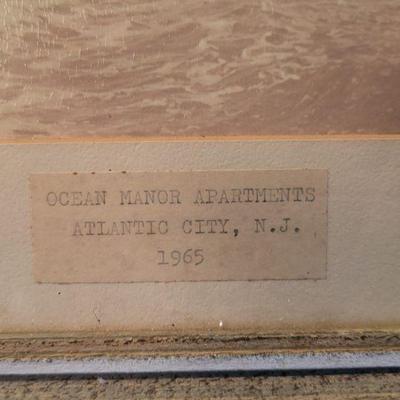 OCEAN MANOR APARTMENTS
ATLANTIC CITY, N.J.
1965